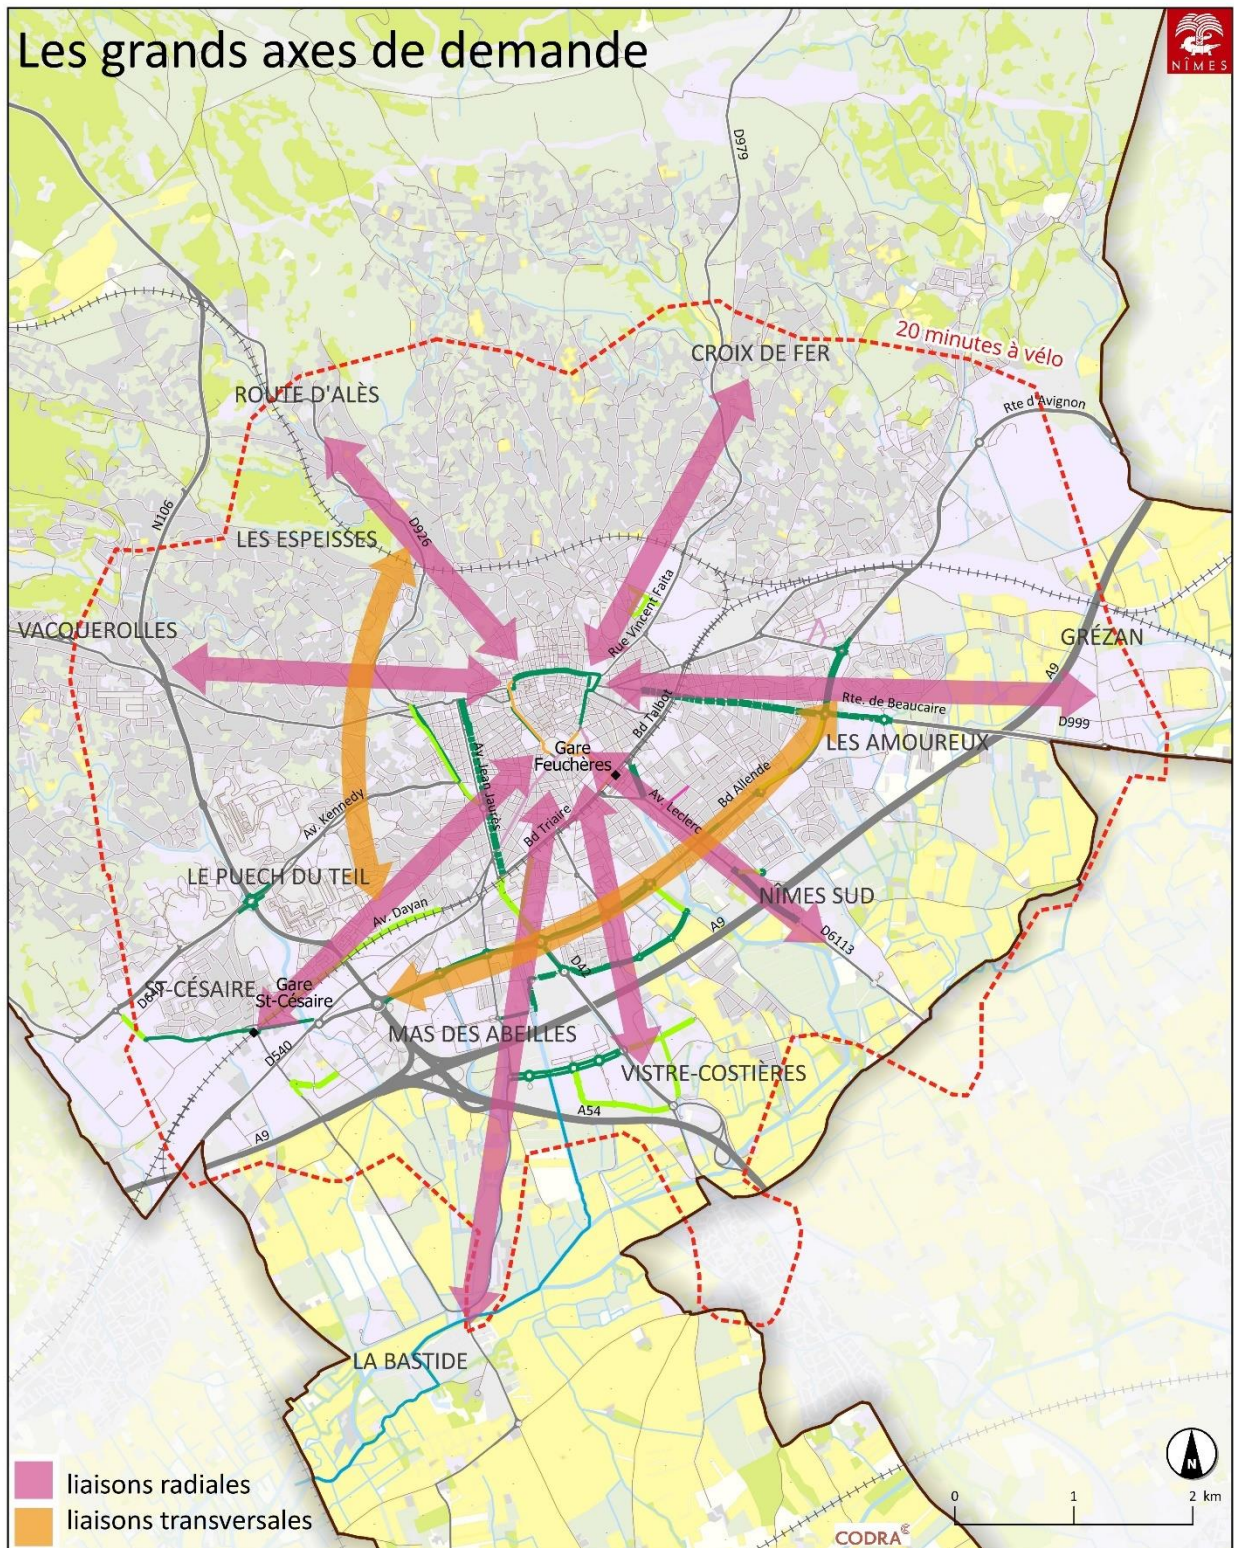 Les grands axes de demande
NÎMES
D979
20 minutes à vélo
CROIX DE FER
ROUTE D'ALÈS
Rte d'Avignon
N106
D926
LES ESPEISSES
Rue Vincent Faita
VACQUEROLLES
GRÉZAN
A9
Rte. de Beaucaire
D999
Bd Talbot
LES AMOUREUX
Gare
Feuchères
Av. Jean Jaurès
Bd Allende
Av. Leclerc
Av. Kennedy
Bd Triaire
LE PUECH DU TEIL
NÎMES SUD
Av. Dayan
A9
D6113
D42
ST-CÉSAIRE
D640
Gare
St-Césaire
MAS DES ABEILLES
D540
VISTRE-COSTIÈRES
A54
A9
LA BASTIDE
liaisons radiales
liaisons transversales
N
0 1 2 km
CODRA